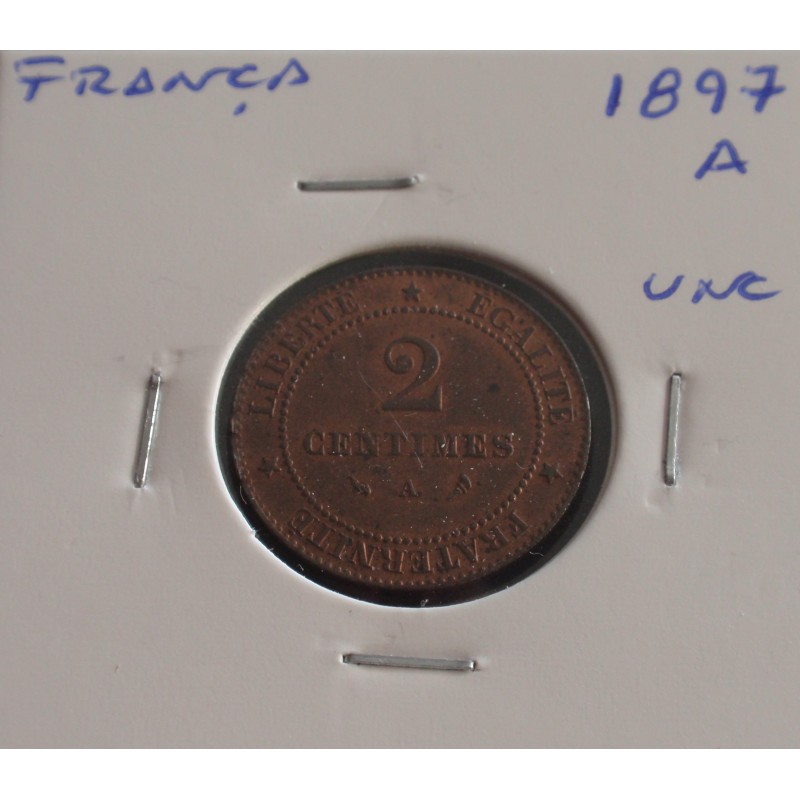 FRANÇA
1897
A
UNC
LIBERTE ★ EGALITE ★ FRATERNITE ★
2
CENTIMES
A